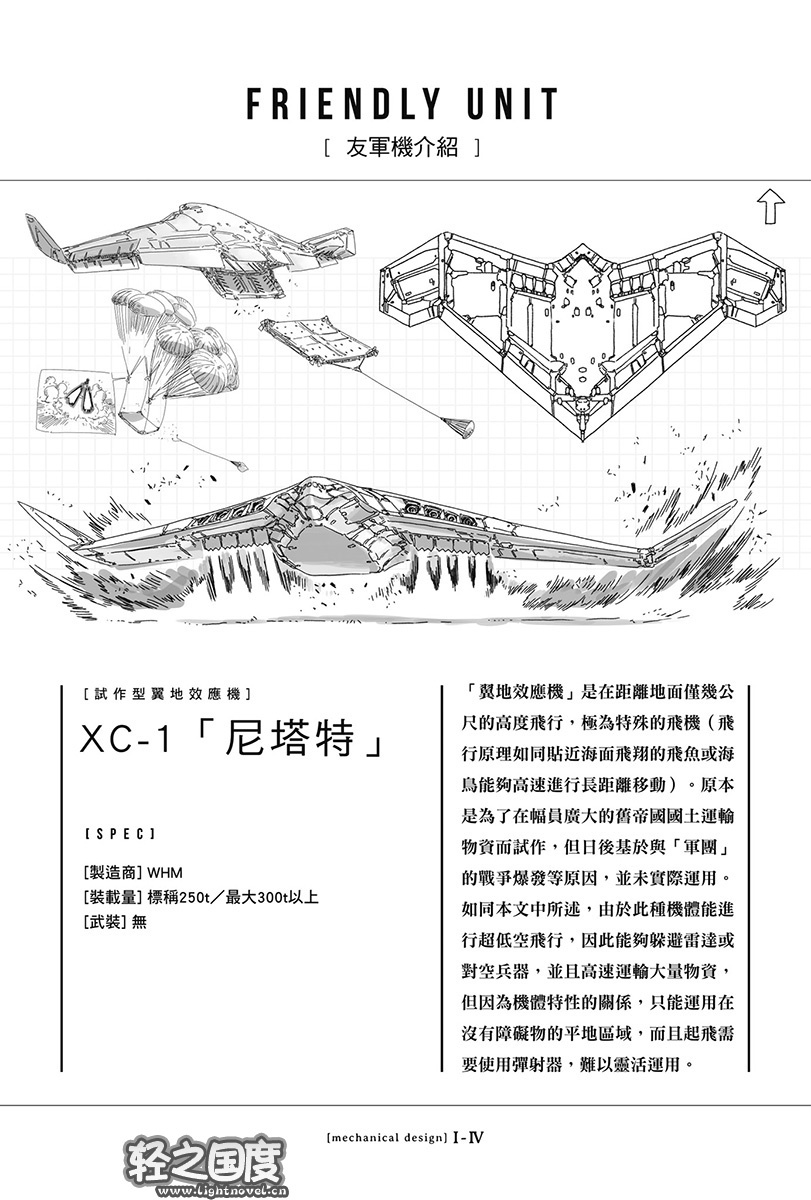 FRIENDLY UNIT
[ 友軍機介紹 ]
[試作型翼地效應機]
XC-1「尼塔特」
[SPEC]
[製造商] WHM
[裝載量] 標稱250t／最大300t以上
[武裝] 無
「翼地效應機」是在距離地面僅幾公
尺的高度飛行，極為特殊的飛機（飛
行原理如同貼近海面飛翔的飛魚或海
鳥能夠高速進行長距離移動）。原本
是為了在幅員廣大的舊帝國國土運輸
物資而試作，但日後基於與「軍團」
的戰爭爆發等原因，並未實際運用。
如同本文中所述，由於此種機體能進
行超低空飛行，因此能夠躲避雷達或
對空兵器，並且高速運輸大量物資，
但因為機體特性的關係，只能運用在
沒有障礙物的平地區域，而且起飛需
要使用彈射器，難以靈活運用。
[mechanical design] I-IV
轻之国度
www.lightnovel.cn